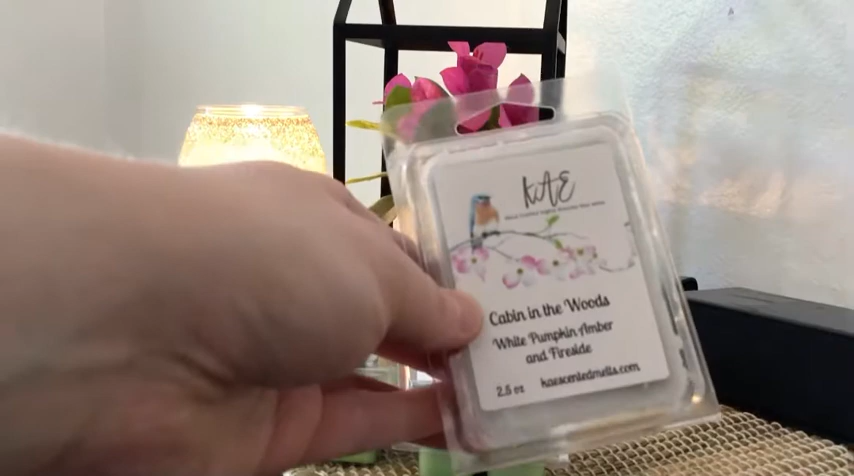 KAE
Cabin in the Woods
White Pumpkin Amber
and Fireside
2.5 oz kaescentedmelts.com